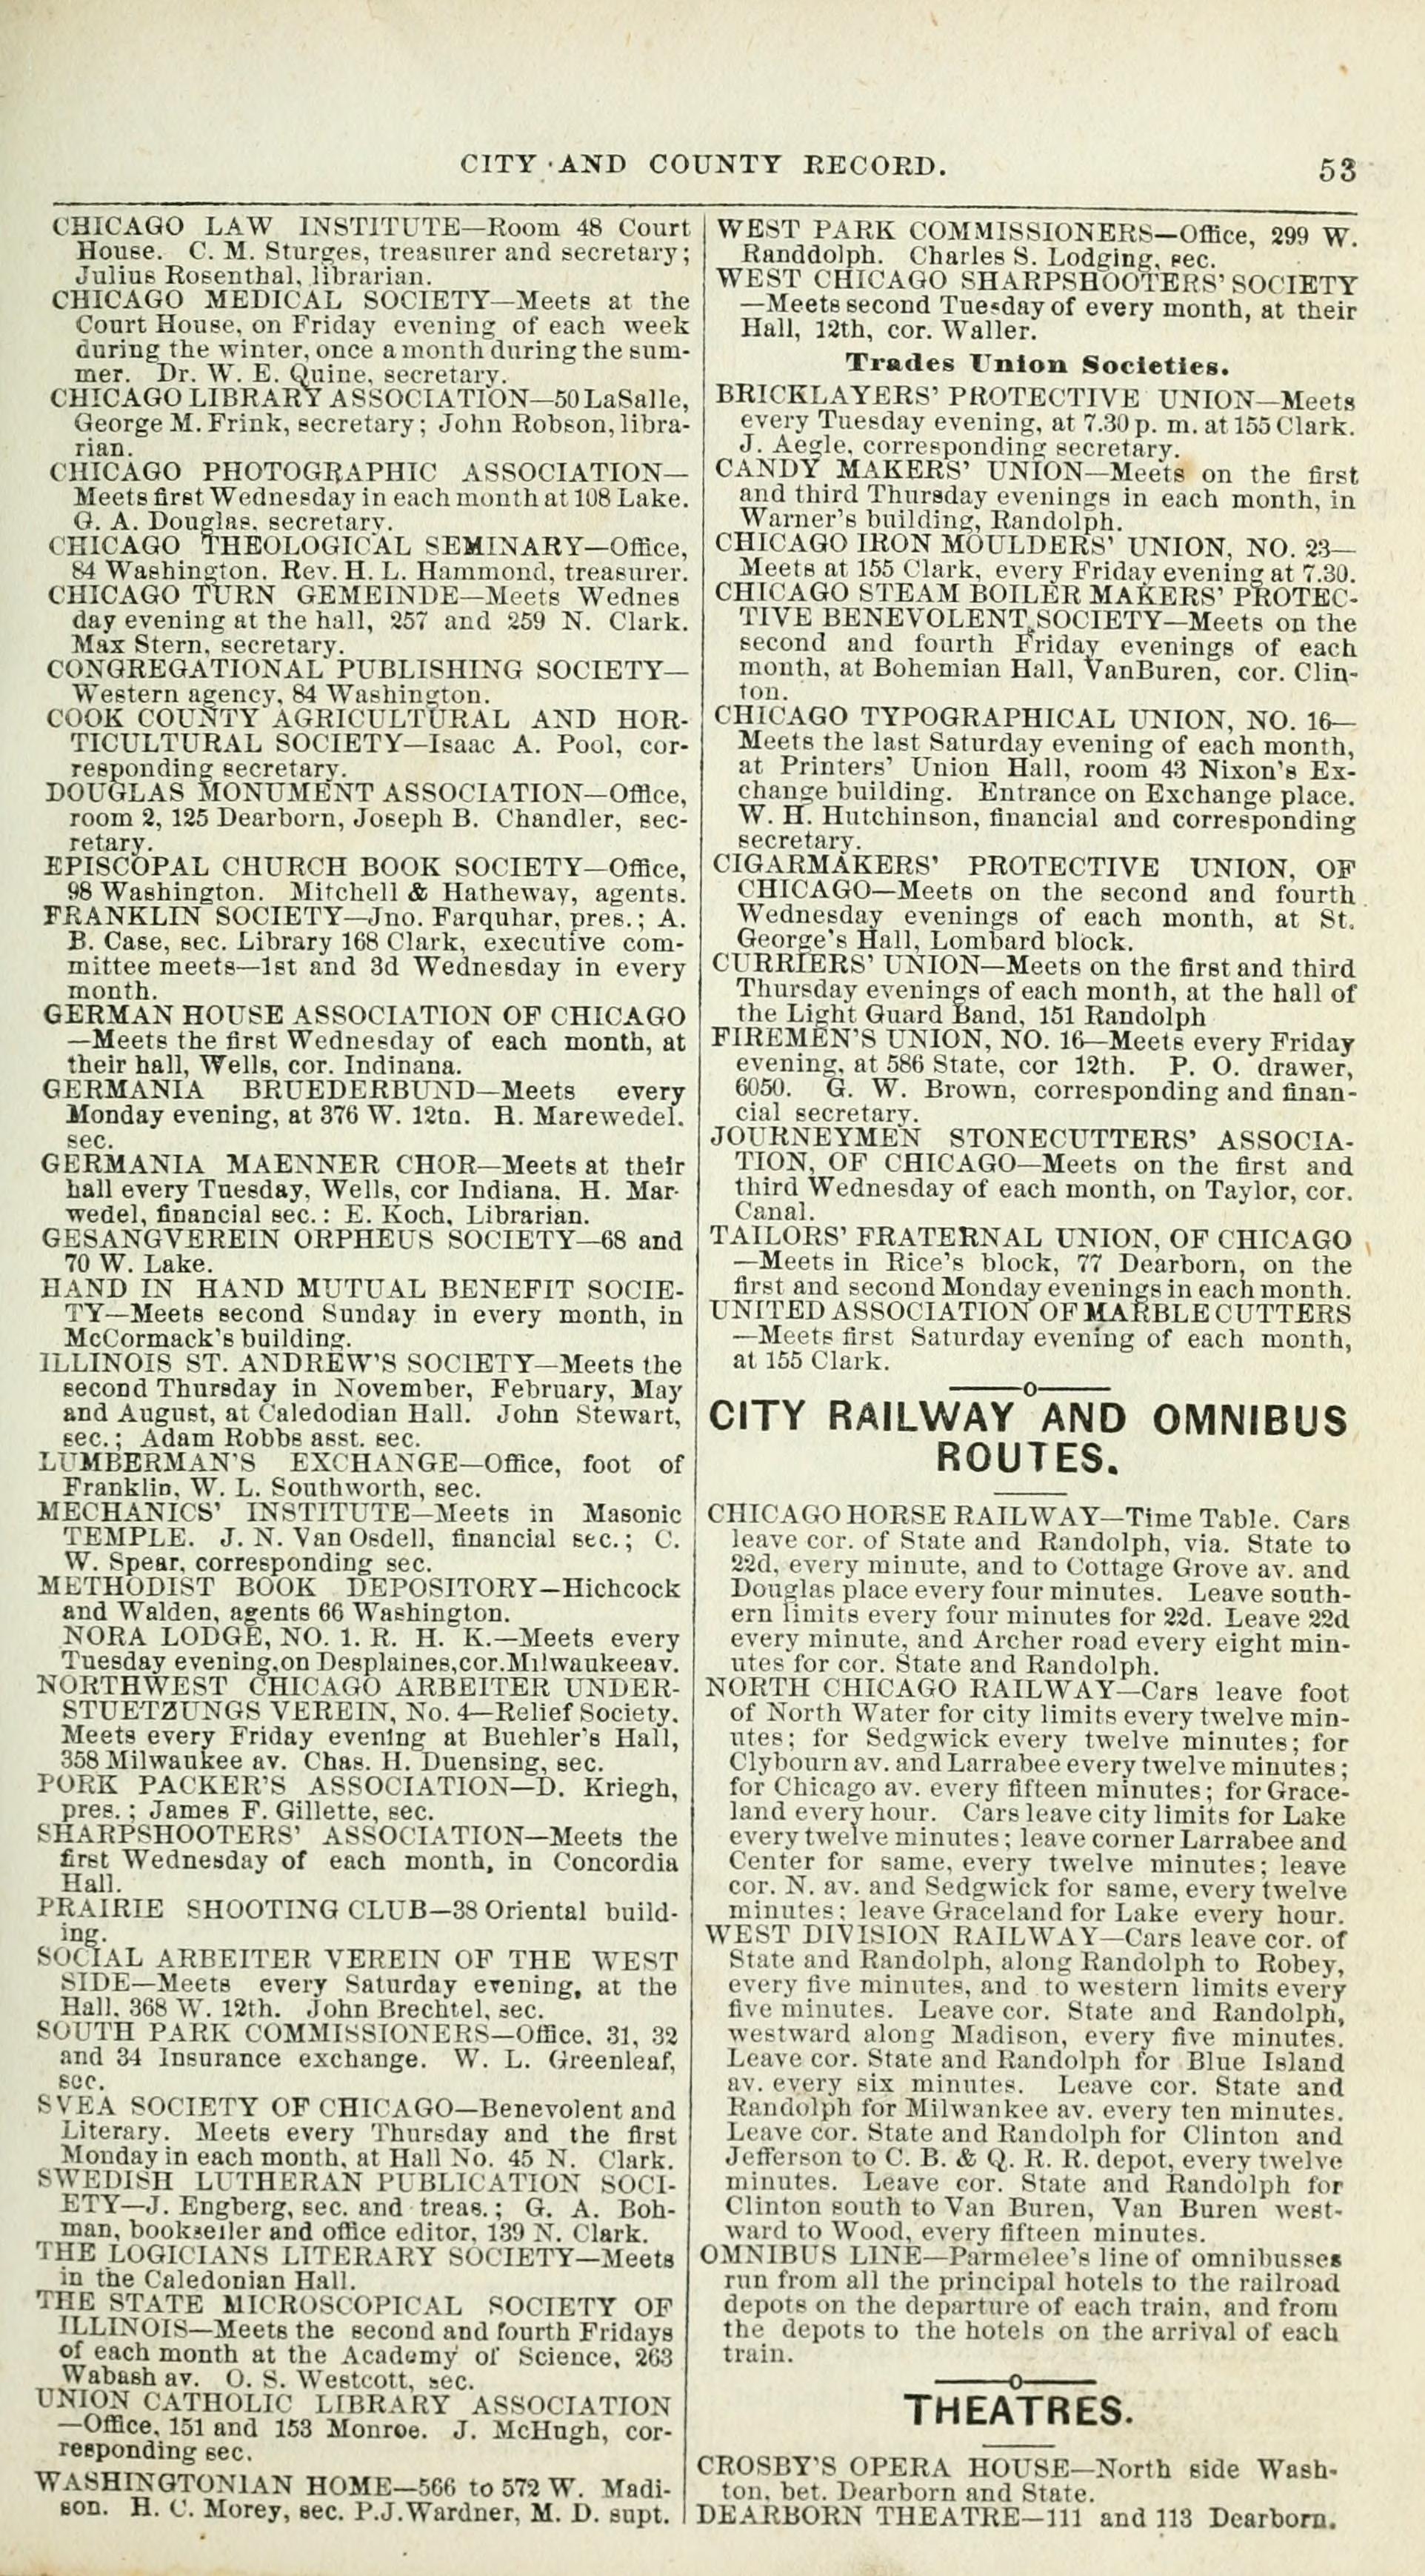 CITY AND COUNTY RECORD.
53
CHICAGO LAW INSTITUTE—Room 48 Court
House. C. M. Sturges, treasurer and secretary;
Julius Rosenthal, librarian.
CHICAGO MEDICAL SOCIETY—Meets at the
Court House, on Friday evening of each week
during the winter, once a month during the sum-
mer. Dr. W. E. Quine, secretary.
CHICAGO LIBRARY ASSOCIATION—50 LaSalle,
George M. Frink, secretary; John Robson, libra-
rian.
CHICAGO PHOTOGRAPHIC ASSOCIATION—
Meets first Wednesday in each month at 108 Lake.
G. A. Douglas, secretary.
CHICAGO THEOLOGICAL SEMINARY—Office,
84 Washington. Rev. H. L. Hammond, treasurer.
CHICAGO TURN GEMEINDE—Meets Wednes
day evening at the hall, 257 and 259 N. Clark.
Max Stern, secretary.
CONGREGATIONAL PUBLISHING SOCIETY—
Western agency, 84 Washington.
COOK COUNTY AGRICULTURAL AND HOR-
TICULTURAL SOCIETY—Isaac A. Pool, cor-
responding secretary.
DOUGLAS MONUMENT ASSOCIATION—Office,
room 2, 125 Dearborn, Joseph B. Chandler, sec-
retary.
EPISCOPAL CHURCH BOOK SOCIETY—Office,
98 Washington. Mitchell & Hatheway, agents.
FRANKLIN SOCIETY—Jno. Farquhar, pres.; A.
B. Case, sec. Library 168 Clark, executive com-
mittee meets—1st and 3d Wednesday in every
month.
GERMAN HOUSE ASSOCIATION OF CHICAGO
—Meets the first Wednesday of each month, at
their hall, Wells, cor. Indinana.
GERMANIA BRUEDERBUND—Meets every
Monday evening, at 376 W. 12th. H. Marewedel.
sec.
GERMANIA MAENNER CHOR—Meets at their
hall every Tuesday, Wells, cor Indiana. H. Mar-
wedel, financial sec.: E. Koch, Librarian.
GESANGVEREIN ORPHEUS SOCIETY—68 and
70 W. Lake.
HAND IN HAND MUTUAL BENEFIT SOCIE-
TY—Meets second Sunday in every month, in
McCormack's building.
ILLINOIS ST. ANDREW'S SOCIETY—Meets the
second Thursday in November, February, May
and August, at Caledodian Hall. John Stewart,
sec.; Adam Robbs asst. sec.
LUMBERMAN'S EXCHANGE—Office, foot of
Franklin, W. L. Southworth, sec.
MECHANICS' INSTITUTE—Meets in Masonic
TEMPLE. J. N. Van Osdell, financial sec.; C.
W. Spear, corresponding sec.
METHODIST BOOK DEPOSITORY—Hichcock
and Walden, agents 66 Washington.
NORA LODGE, NO. 1. R. H. K.—Meets every
Tuesday evening, on Desplaines, cor. Milwaukee av.
NORTHWEST CHICAGO ARBEITER UNDER-
STUETZUNGS VEREIN, No. 4—Relief Society.
Meets every Friday evening at Buehler's Hall,
358 Milwaukee av. Chas. H. Duensing, sec.
PORK PACKER'S ASSOCIATION—D. Kriegh,
pres.; James F. Gillette, sec.
SHARPSHOOTERS' ASSOCIATION—Meets the
first Wednesday of each month, in Concordia
Hall.
PRAIRIE SHOOTING CLUB—38 Oriental build-
ing.
SOCIAL ARBEITER VEREIN OF THE WEST
SIDE—Meets every Saturday evening, at the
Hall. 368 W. 12th. John Brechtel, sec.
SOUTH PARK COMMISSIONERS—Office. 31, 32
and 34 Insurance exchange. W. L. Greenleaf,
sec.
SVEA SOCIETY OF CHICAGO—Benevolent and
Literary. Meets every Thursday and the first
Monday in each month, at Hall No. 45 N. Clark.
SWEDISH LUTHERAN PUBLICATION SOCI-
ETY—J. Engberg, sec. and treas.; G. A. Boh-
man, bookseller and office editor, 139 N. Clark.
THE LOGICIANS LITERARY SOCIETY—Meets
in the Caledonian Hall.
THE STATE MICROSCOPICAL SOCIETY OF
ILLINOIS—Meets the second and fourth Fridays
of each month at the Academy of Science, 263
Wabash av. O. S. Westcott, sec.
UNION CATHOLIC LIBRARY ASSOCIATION
—Office, 151 and 153 Monroe. J. McHugh, cor-
responding sec.
WASHINGTONIAN HOME—566 to 572 W. Madi-
son. H. C. Morey, sec. P. J. Wardner, M. D. supt.
WEST PARK COMMISSIONERS—Office, 299 W.
Randdolph. Charles S. Lodging, sec.
WEST CHICAGO SHARPSHOOTERS' SOCIETY
—Meets second Tuesday of every month, at their
Hall, 12th, cor. Waller.
Trades Union Societies.
BRICKLAYERS' PROTECTIVE UNION—Meets
every Tuesday evening, at 7.30 p. m. at 155 Clark.
J. Aegle, corresponding secretary.
CANDY MAKERS' UNION—Meets on the first
and third Thursday evenings in each month, in
Warner's building, Randolph.
CHICAGO IRON MOULDERS' UNION, NO. 23—
Meets at 155 Clark, every Friday evening at 7.30.
CHICAGO STEAM BOILER MAKERS' PROTEC-
TIVE BENEVOLENT SOCIETY—Meets on the
second and fourth Friday evenings of each
month, at Bohemian Hall, VanBuren, cor. Clin-
ton.
CHICAGO TYPOGRAPHICAL UNION, NO. 16—
Meets the last Saturday evening of each month,
at Printers' Union Hall, room 43 Nixon's Ex-
change building. Entrance on Exchange place.
W. H. Hutchinson, financial and corresponding
secretary.
CIGARMAKERS' PROTECTIVE UNION, OF
CHICAGO—Meets on the second and fourth
Wednesday evenings of each month, at St.
George's Hall, Lombard block.
CURRIERS' UNION—Meets on the first and third
Thursday evenings of each month, at the hall of
the Light Guard Band, 151 Randolph
FIREMEN'S UNION, NO. 16—Meets every Friday
evening, at 586 State, cor 12th. P. O. drawer,
6050. G. W. Brown, corresponding and finan-
cial secretary.
JOURNEYMEN STONECUTTERS' ASSOCIA-
TION, OF CHICAGO—Meets on the first and
third Wednesday of each month, on Taylor, cor.
Canal.
TAILORS' FRATERNAL UNION, OF CHICAGO
—Meets in Rice's block, 77 Dearborn, on the
first and second Monday evenings in each month.
UNITED ASSOCIATION OF MARBLE CUTTERS
—Meets first Saturday evening of each month,
at 155 Clark.
CITY RAILWAY AND OMNIBUS
ROUTES.
CHICAGO HORSE RAILWAY—Time Table. Cars
leave cor. of State and Randolph, via. State to
22d, every minute, and to Cottage Grove av. and
Douglas place every four minutes. Leave south-
ern limits every four minutes for 22d. Leave 22d
every minute, and Archer road every eight min-
utes for cor. State and Randolph.
NORTH CHICAGO RAILWAY—Cars leave foot
of North Water for city limits every twelve min-
utes; for Sedgwick every twelve minutes; for
Clybourn av. and Larrabee every twelve minutes;
for Chicago av. every fifteen minutes; for Grace-
land every hour. Cars leave city limits for Lake
every twelve minutes; leave corner Larrabee and
Center for same, every twelve minutes; leave
cor. N. av. and Sedgwick for same, every twelve
minutes; leave Graceland for Lake every hour.
WEST DIVISION RAILWAY—Cars leave cor. of
State and Randolph, along Randolph to Robey,
every five minutes, and to western limits every
five minutes. Leave cor. State and Randolph,
westward along Madison, every five minutes.
Leave cor. State and Randolph for Blue Island
av. every six minutes. Leave cor. State and
Randolph for Milwankee av. every ten minutes.
Leave cor. State and Randolph for Clinton and
Jefferson to C. B. & Q. R. R. depot, every twelve
minutes. Leave cor. State and Randolph for
Clinton south to Van Buren, Van Buren west-
ward to Wood, every fifteen minutes.
OMNIBUS LINE—Parmelee's line of omnibusses
run from all the principal hotels to the railroad
depots on the departure of each train, and from
the depots to the hotels on the arrival of each
train.
THEATRES.
CROSBY'S OPERA HOUSE—North side Wash-
ton, bet. Dearborn and State.
DEARBORN THEATRE—111 and 113 Dearborn.